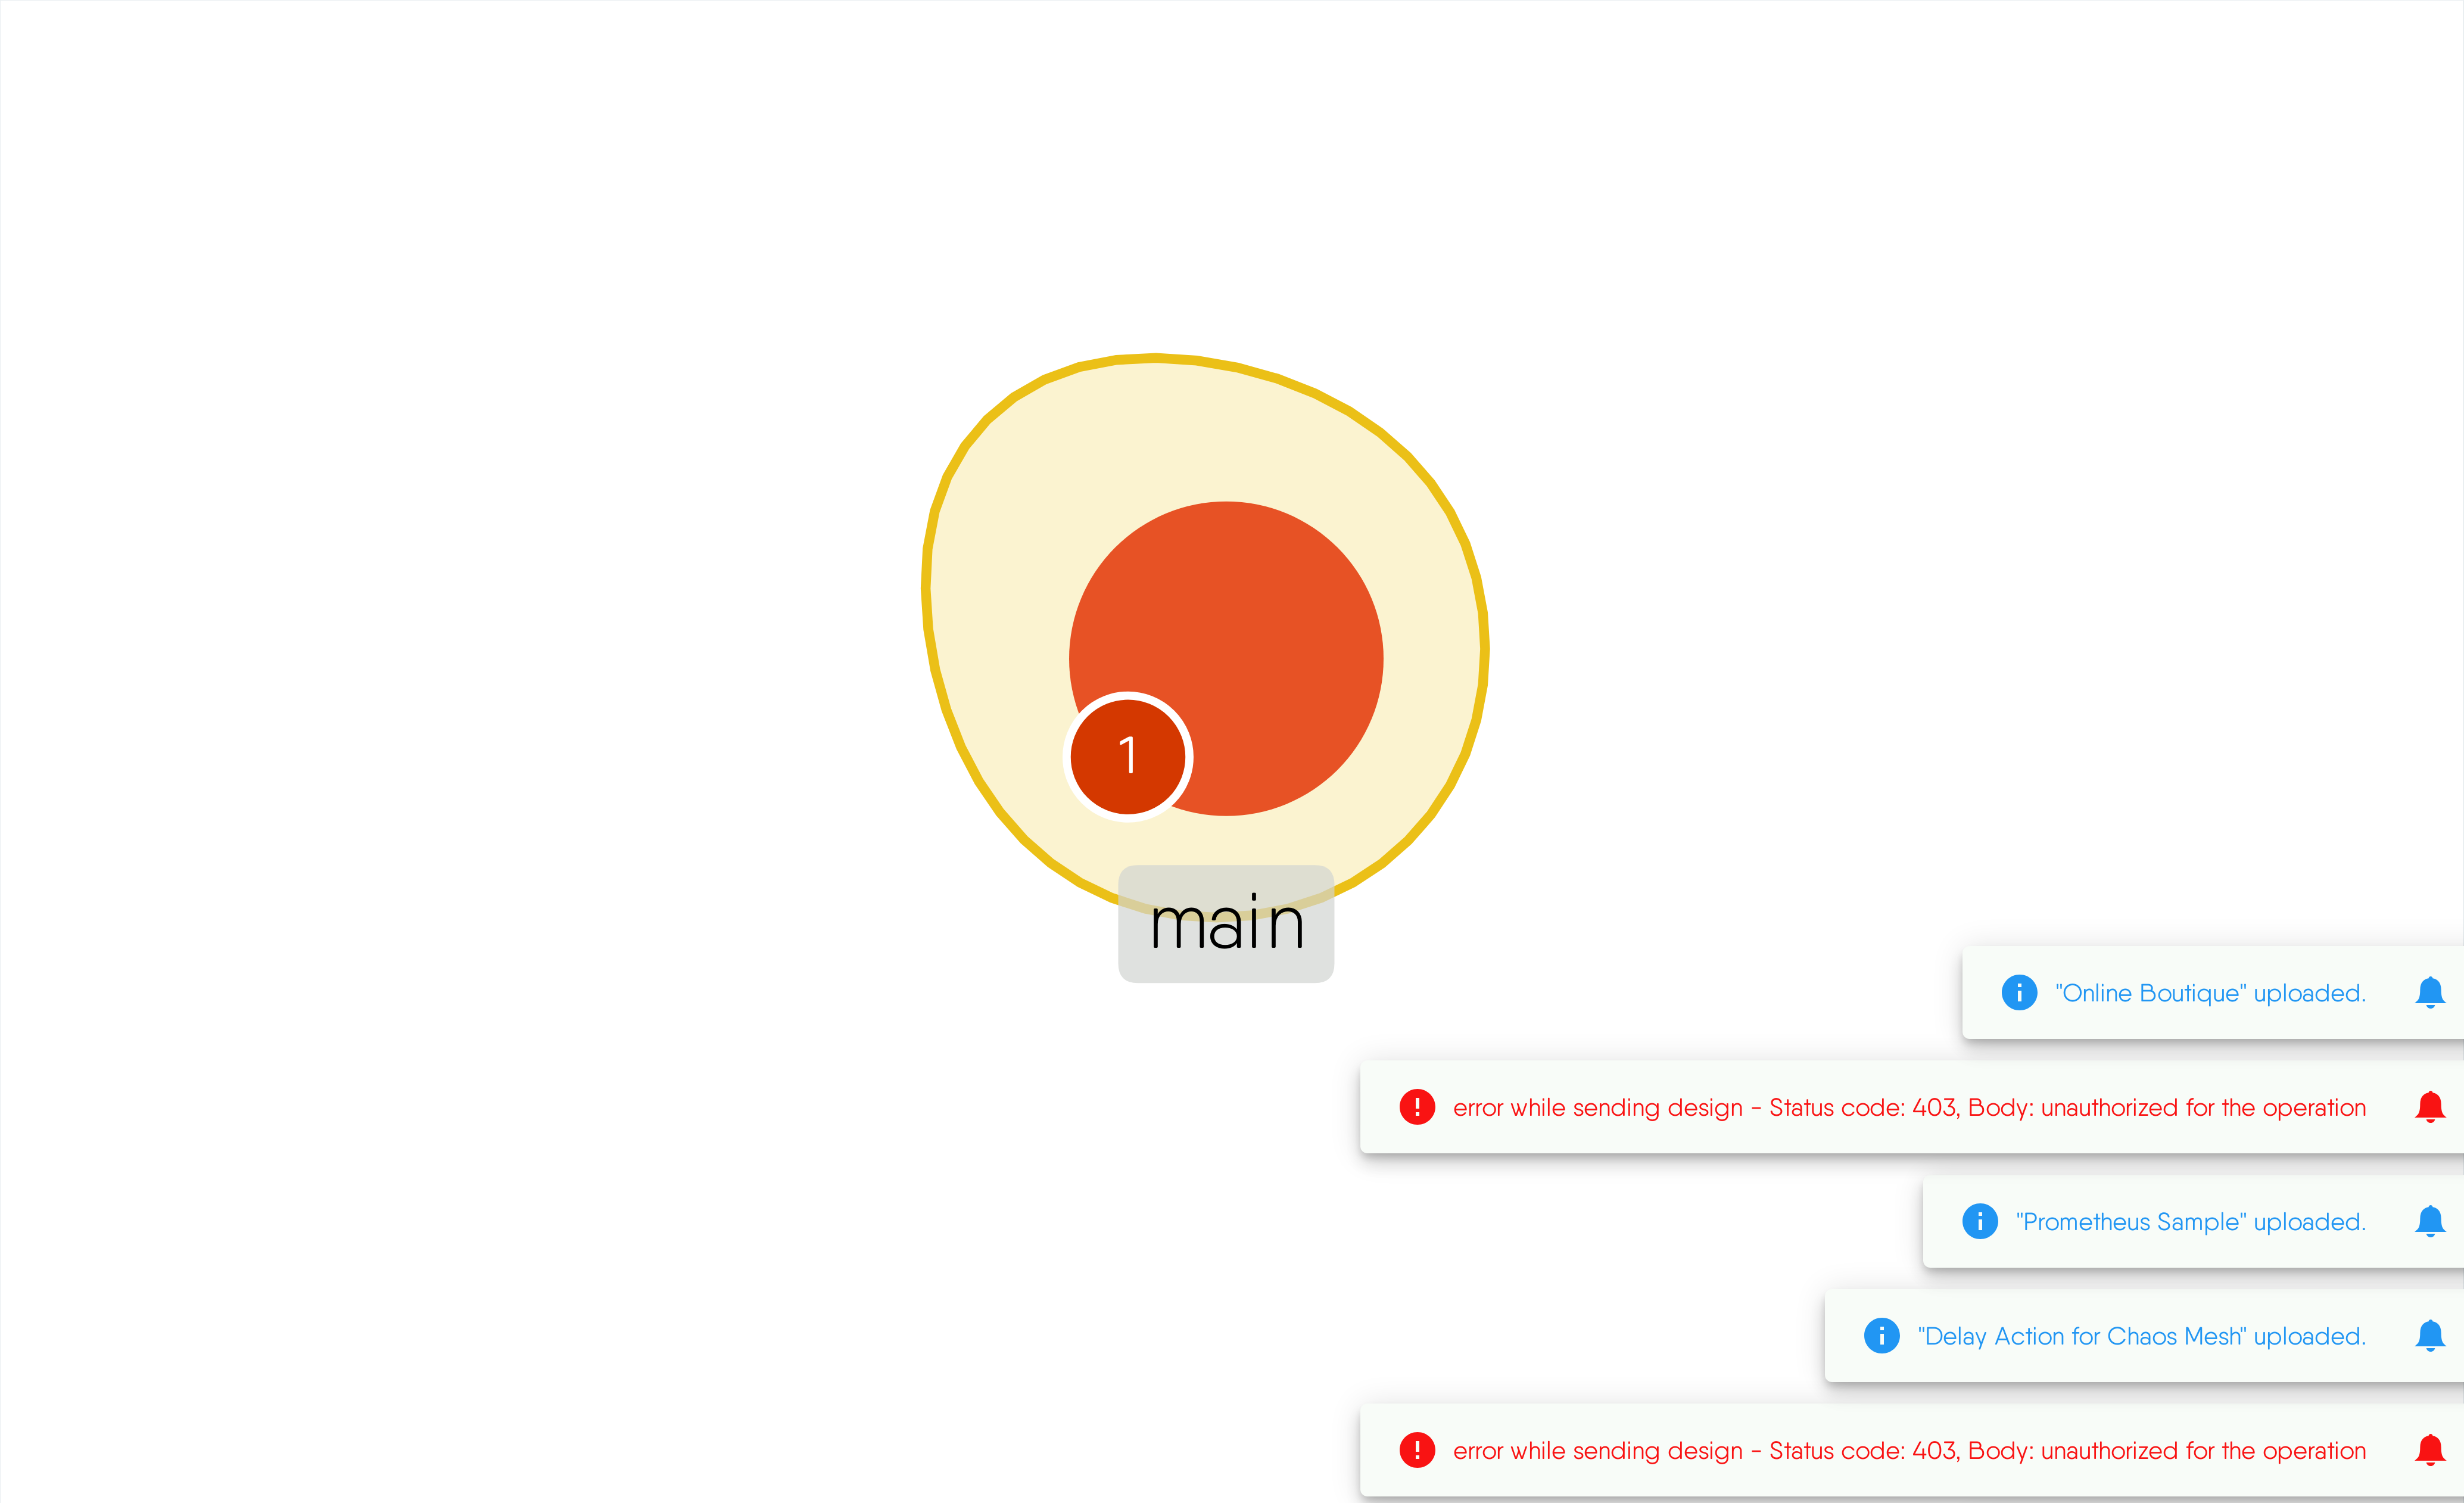 1
main
"Online Boutique" uploaded.
error while sending design - Status code: 403, Body: unauthorized for the operation
"Prometheus Sample" uploaded.
"Delay Action for Chaos Mesh" uploaded.
error while sending design - Status code: 403, Body: unauthorized for the operation